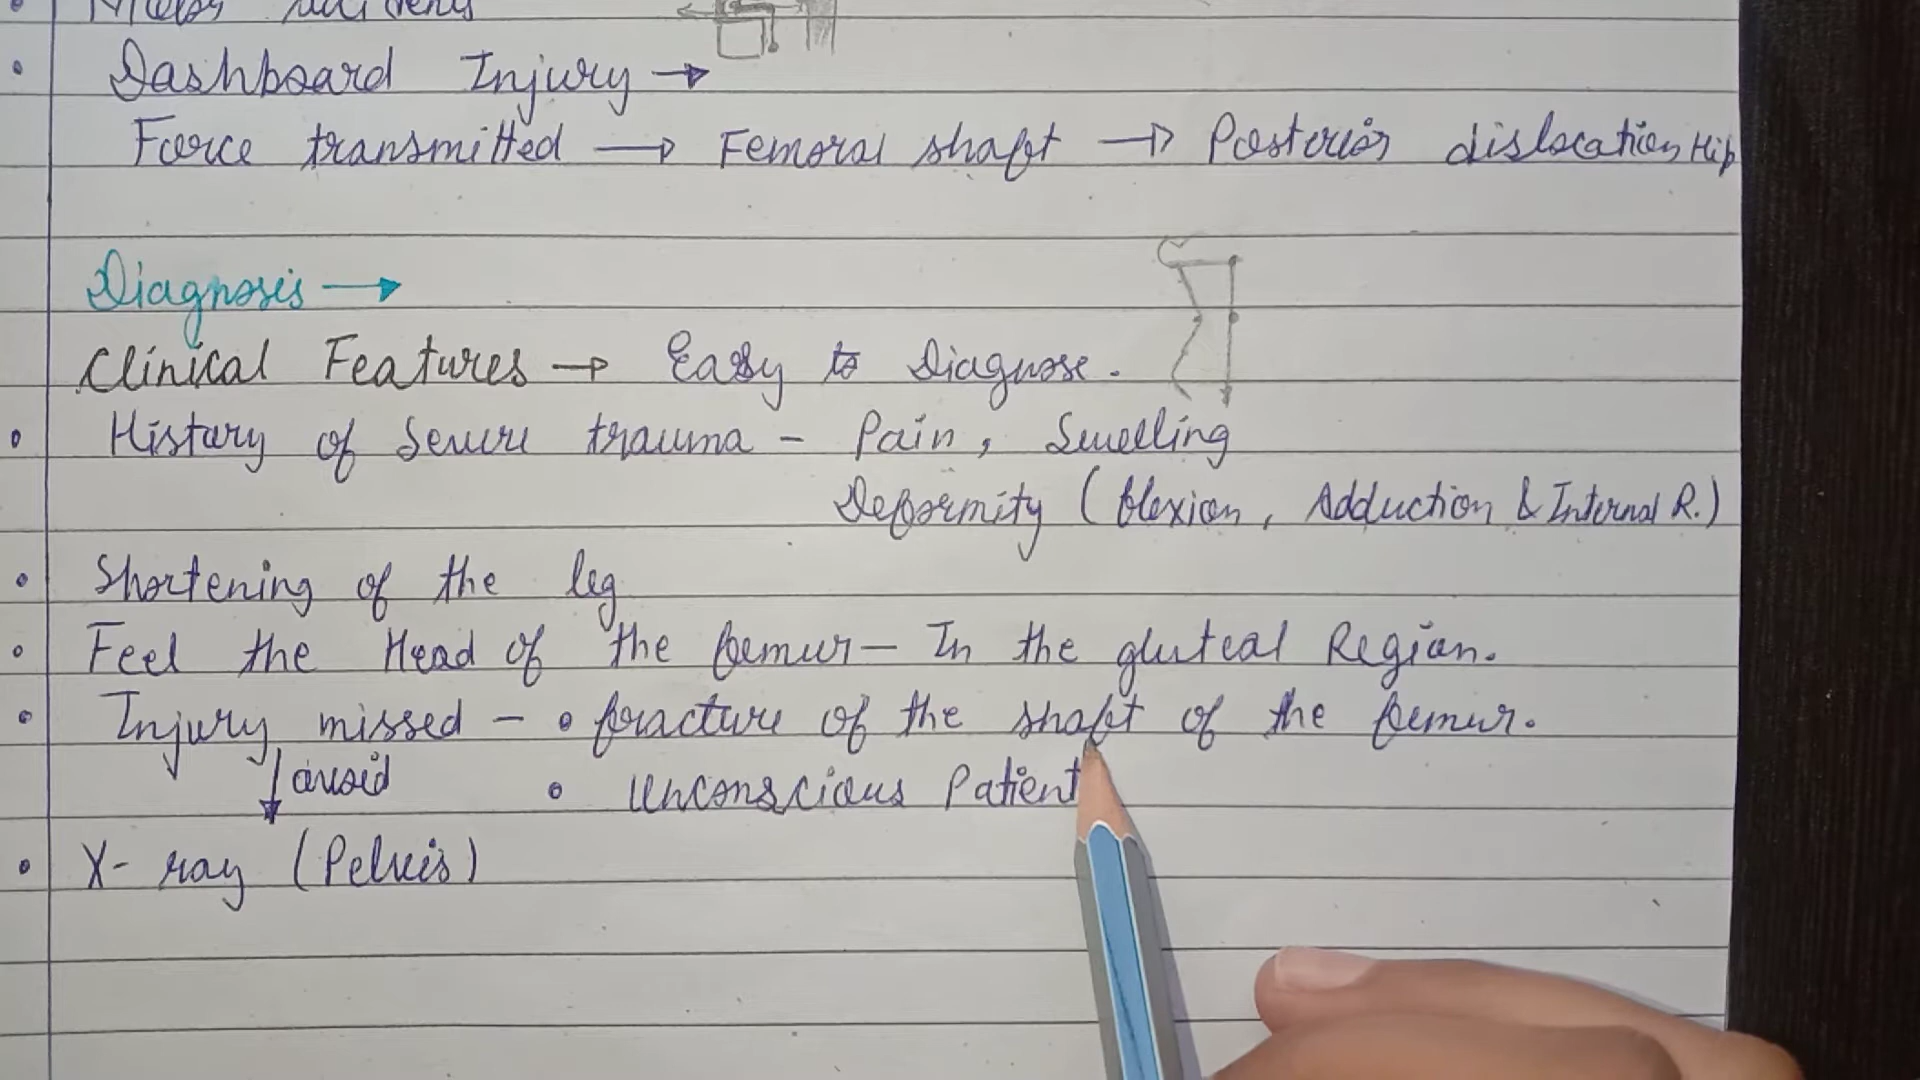 Dashboard Injury →
Force transmitted → Femoral shaft → Posterior dislocation Hip
Diagnosis →
Clinical Features → Easy to Diagnose.
• History of Severe trauma - Pain, Swelling
Deformity (flexion, Adduction & Internal R.)
• Shortening of the leg
• Feel the Head of the femur - In the gluteal Region.
• Injury missed - • fracture of the shaft of the femur.
↓ avoid • Unconscious Patient
• X-ray (Pelvis)